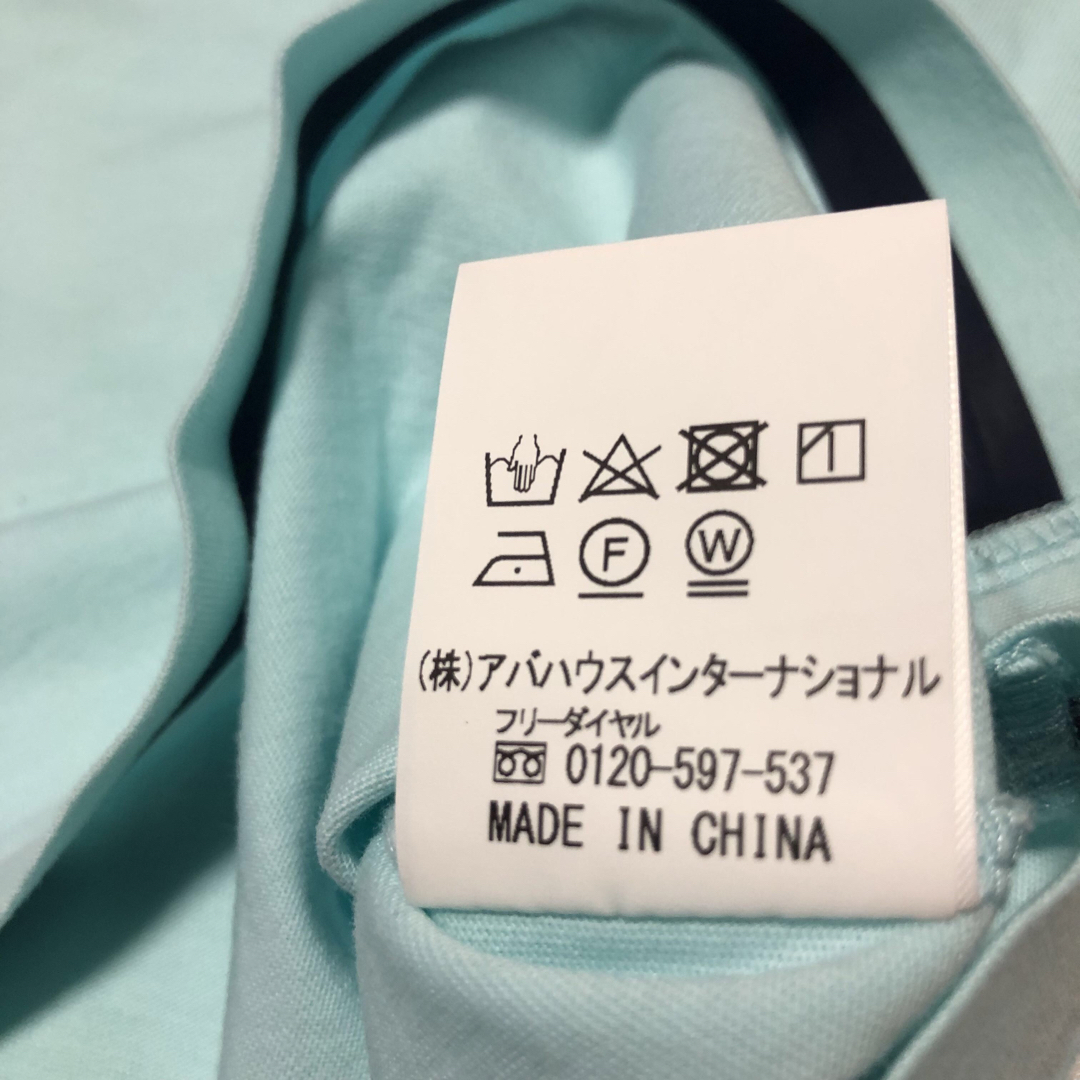 F W
(株)アバハウスインターナショナル
フリーダイヤル
0120-597-537
MADE IN CHINA